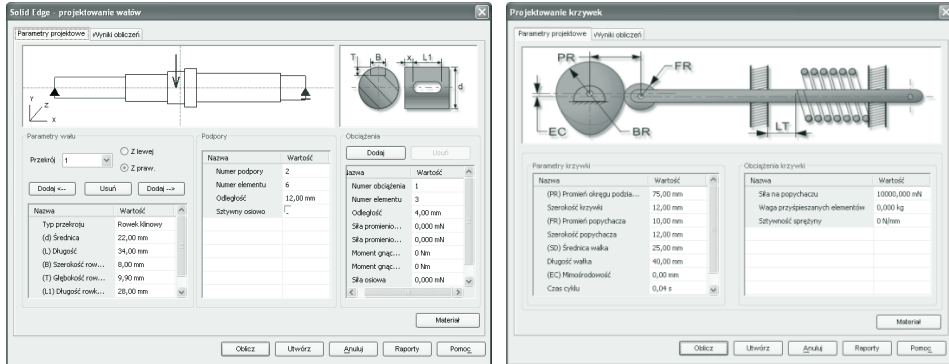 Solid Edge - projektowanie wałów
Parametry projektowe Wyniki obliczeń
V
Y
Z
X
T B x L1
d
Parametry wału
Przekrój 1
Z lewej
Z praw.
Dodaj <-- Usuń Dodaj -->
Nazwa Wartość
Typ przekroju Rowek klinowy
(d) Średnica 22,00 mm
(L) Długość 34,00 mm
(B) Szerokość row... 8,00 mm
(T) Głębokość row... 9,90 mm
(L1) Długość rowk... 28,00 mm
Podpory
Nazwa Wartość
Numer podpory 2
Numer elementu 6
Odległość 12,00 mm
Sztywny osiowo
Obciążenia
Dodaj Usuń
Nazwa Wartość
Numer obciążenia 1
Numer elementu 3
Odległość 4,00 mm
Siła promienio... 0,000 mN
Siła promienio... 0,000 mN
Moment gnąc... 0 Nm
Moment gnąc... 0 Nm
Siła osiowa 0,000 mN
Materiał
Oblicz Utwórz Anuluj Raporty Pomoc
Projektowanie krzywek
Parametry projektowe Wyniki obliczeń
PR
FR
EC
BR
LT
Parametry krzywki
Nazwa Wartość
(PR) Promień okręgu podzia... 75,00 mm
Szerokość krzywki 12,00 mm
(FR) Promień popychacza 10,00 mm
Szerokość popychacza 12,00 mm
(SD) Średnica wałka 25,00 mm
Długość wałka 40,00 mm
(EC) Mimośrodowość 0,00 mm
Czas cyklu 0,04 s
Obciążenia krzywki
Nazwa Wartość
Siła na popychaczu 10000,000 mN
Waga przyśpieszanych elementów 0,000 kg
Sztywność sprężyny 0 N/mm
Materiał
Oblicz Utwórz Anuluj Raporty Pomoc